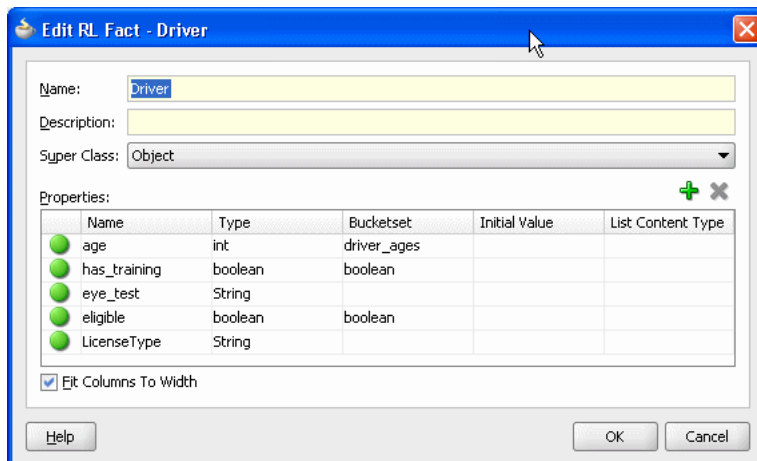 Edit RL Fact - Driver
Name: Driver
Description:
Super Class: Object
Properties:
Name Type Bucketset Initial Value List Content Type
age int driver_ages
has_training boolean boolean
eye_test String
eligible boolean boolean
LicenseType String
Fit Columns To Width
Help OK Cancel